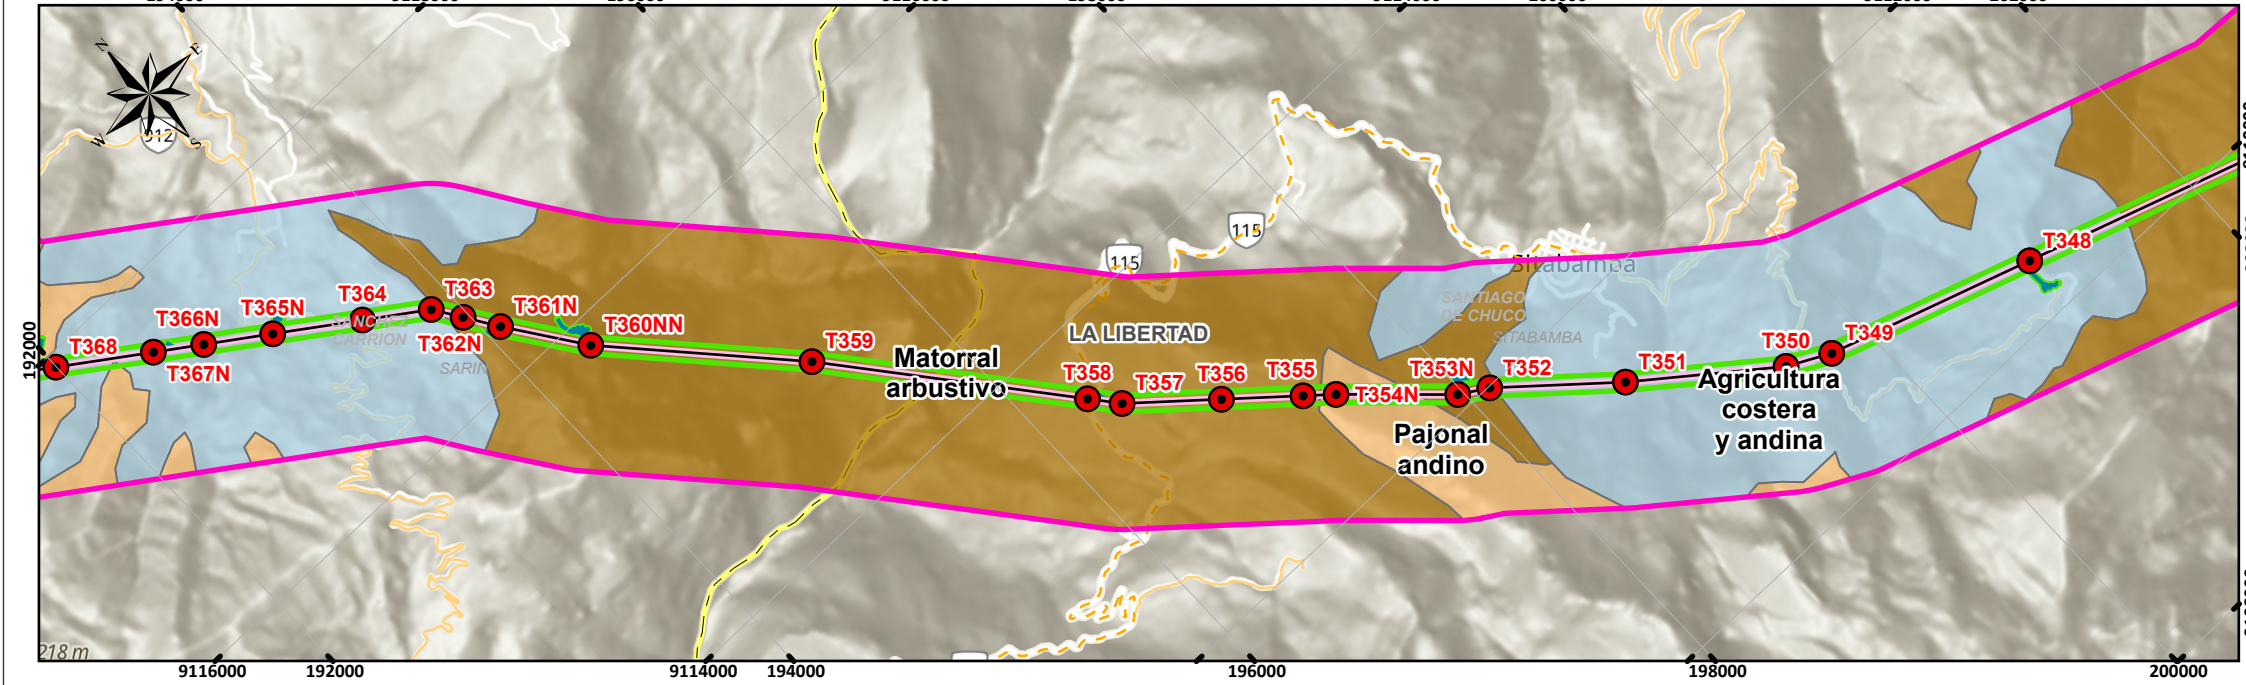 N
E
W
S
912
115
115
Sitabamba
T348
SANTIAGO
DE CHUCO
SITABAMBA
T364
T363
T361N
T365N
T366N
T360NN
SANCHEZ
CARRION
LA LIBERTAD
T359
T368
T362N
T367N
SARIN
Matorral
arbustivo
T358
T357
T356
T355
T354N
T353N
T352
T351
T350
T349
Agricultura
costera
y andina
Pajonal
andino
192000
218 m
9116000
192000
9114000
194000
196000
198000
200000